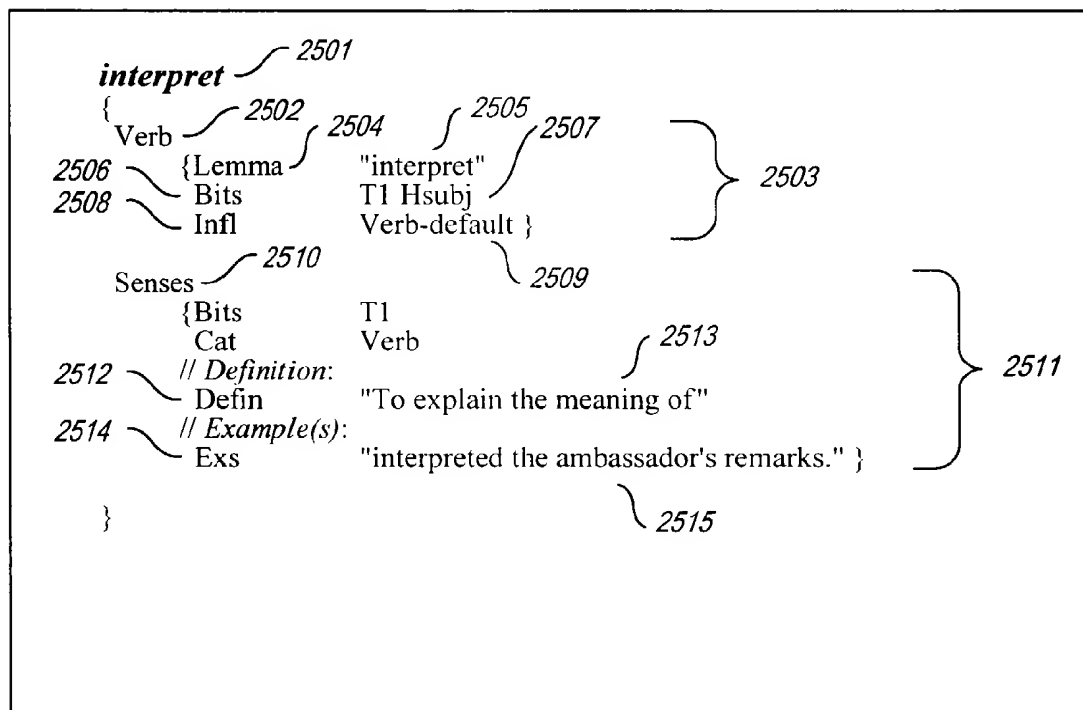 2501
interpret
{
2502 2505
Verb 2504 2507
2506 {Lemma "interpret"
Bits T1 Hsubj 2503
2508 Infl Verb-default }
2510 2509
Senses
{Bits T1
Cat Verb 2513
2512 // Definition: 2511
Defin "To explain the meaning of"
2514 // Example(s):
Exs "interpreted the ambassador's remarks." }
} 2515